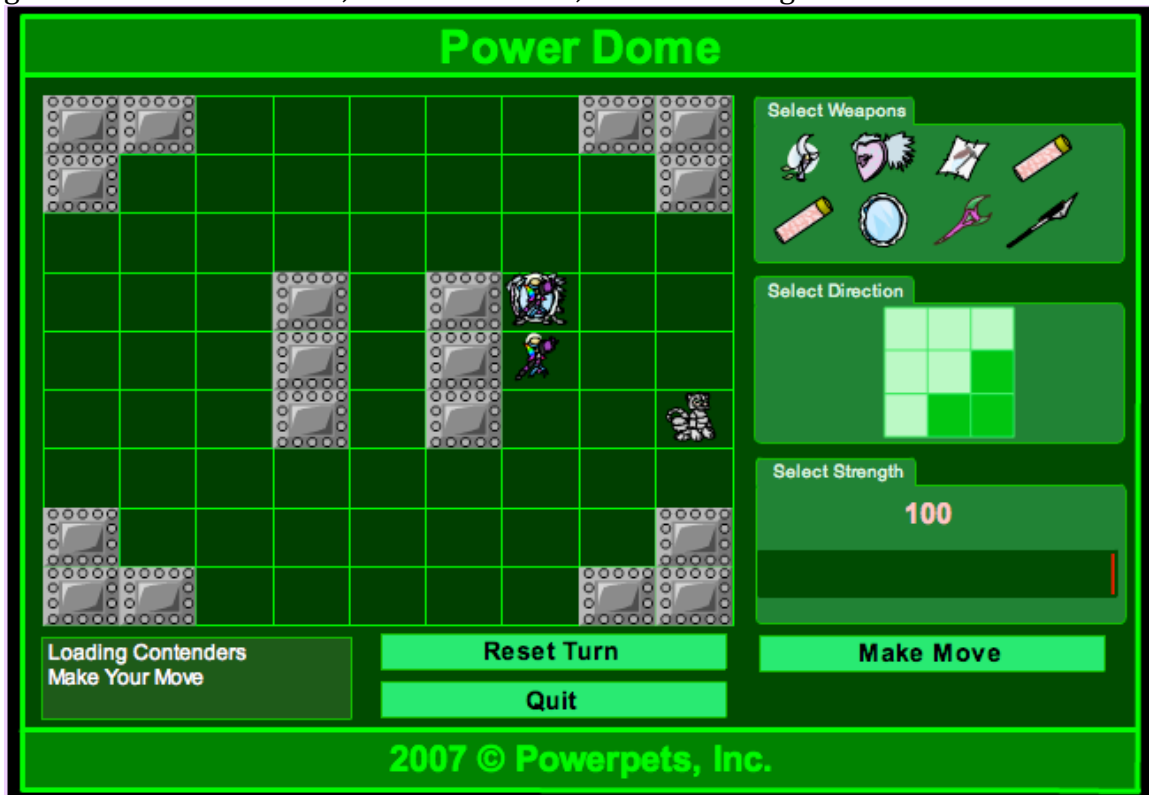 Power Dome
Select Weapons
Select Direction
Select Strength
100
Loading Contenders
Make Your Move
Reset Turn
Quit
Make Move
2007 © Powerpets, Inc.